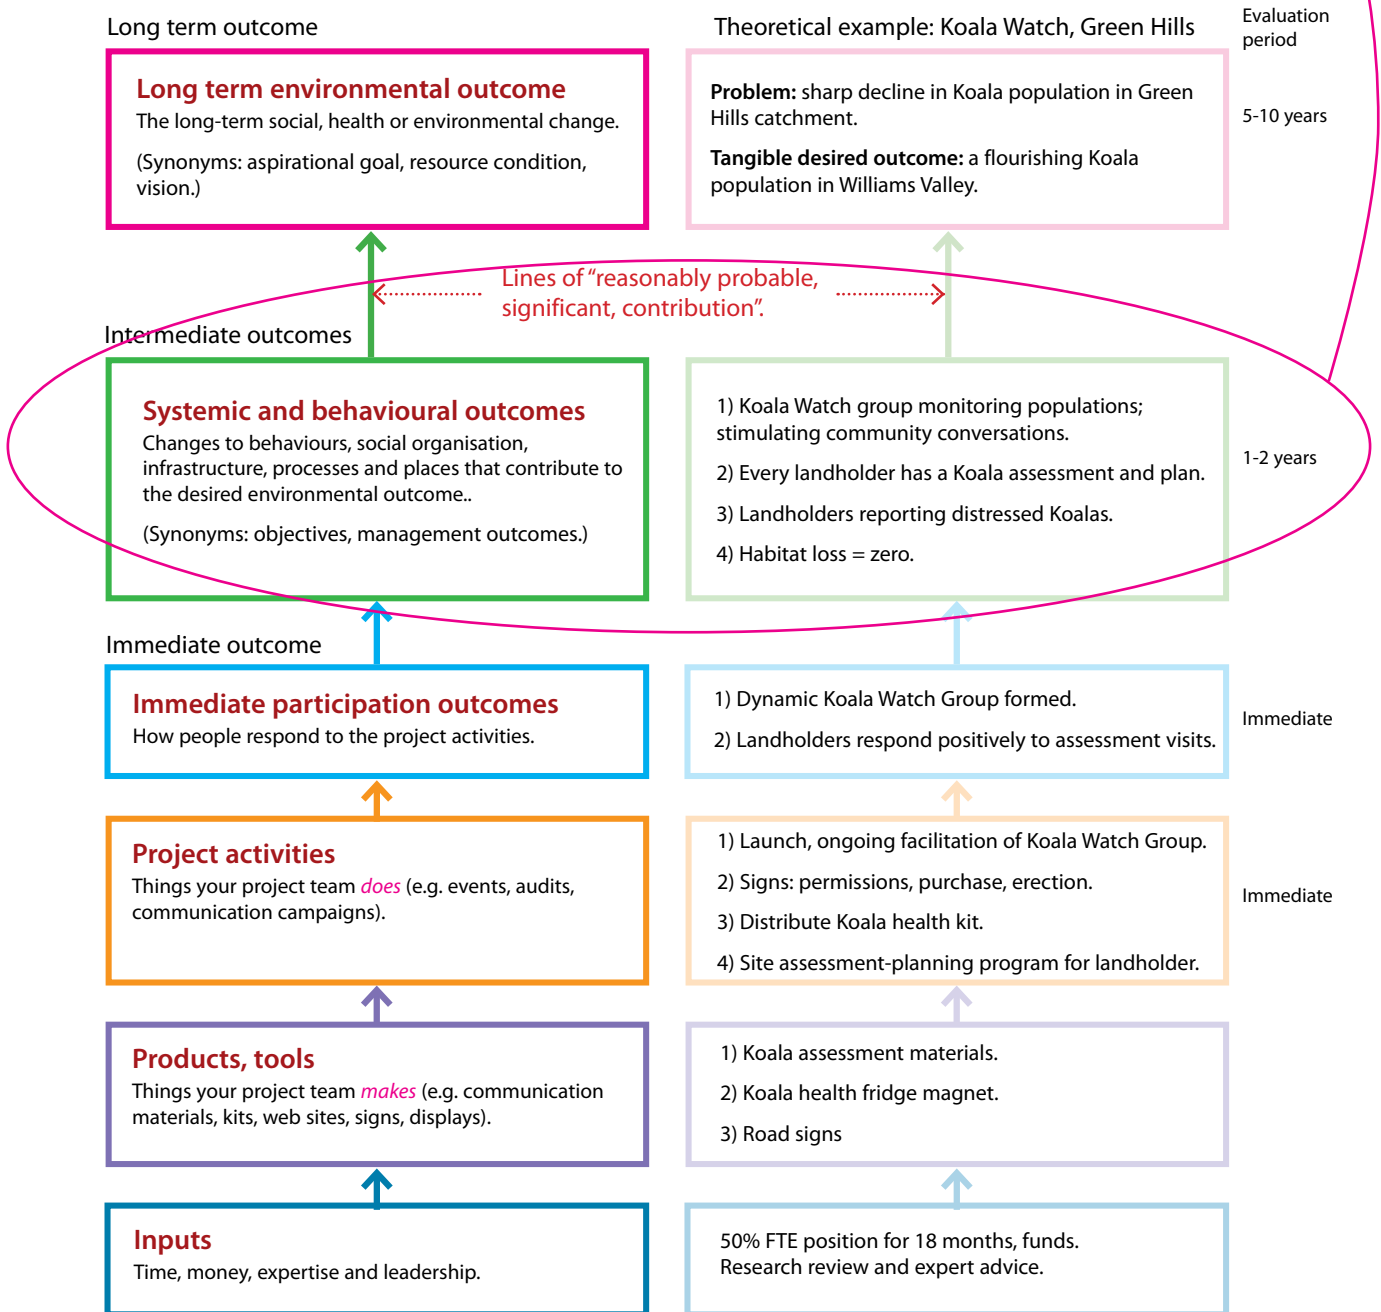 Long term outcome
Theoretical example: Koala Watch, Green Hills
Evaluation
period
Long term environmental outcome
The long-term social, health or environmental change.
(Synonyms: aspirational goal, resource condition,
vision.)
Problem: sharp decline in Koala population in Green
Hills catchment.
Tangible desired outcome: a flourishing Koala
population in Williams Valley.
5-10 years
Lines of “reasonably probable,
significant, contribution”.
Intermediate outcomes
Systemic and behavioural outcomes
Changes to behaviours, social organisation,
infrastructure, processes and places that contribute to
the desired environmental outcome..
(Synonyms: objectives, management outcomes.)
1) Koala Watch group monitoring populations;
stimulating community conversations.
2) Every landholder has a Koala assessment and plan.
3) Landholders reporting distressed Koalas.
4) Habitat loss = zero.
1-2 years
Immediate outcome
Immediate participation outcomes
How people respond to the project activities.
1) Dynamic Koala Watch Group formed.
2) Landholders respond positively to assessment visits.
Immediate
Project activities
Things your project team does (e.g. events, audits,
communication campaigns).
1) Launch, ongoing facilitation of Koala Watch Group.
2) Signs: permissions, purchase, erection.
3) Distribute Koala health kit.
4) Site assessment-planning program for landholder.
Immediate
Products, tools
Things your project team makes (e.g. communication
materials, kits, web sites, signs, displays).
1) Koala assessment materials.
2) Koala health fridge magnet.
3) Road signs
Inputs
Time, money, expertise and leadership.
50% FTE position for 18 months, funds.
Research review and expert advice.